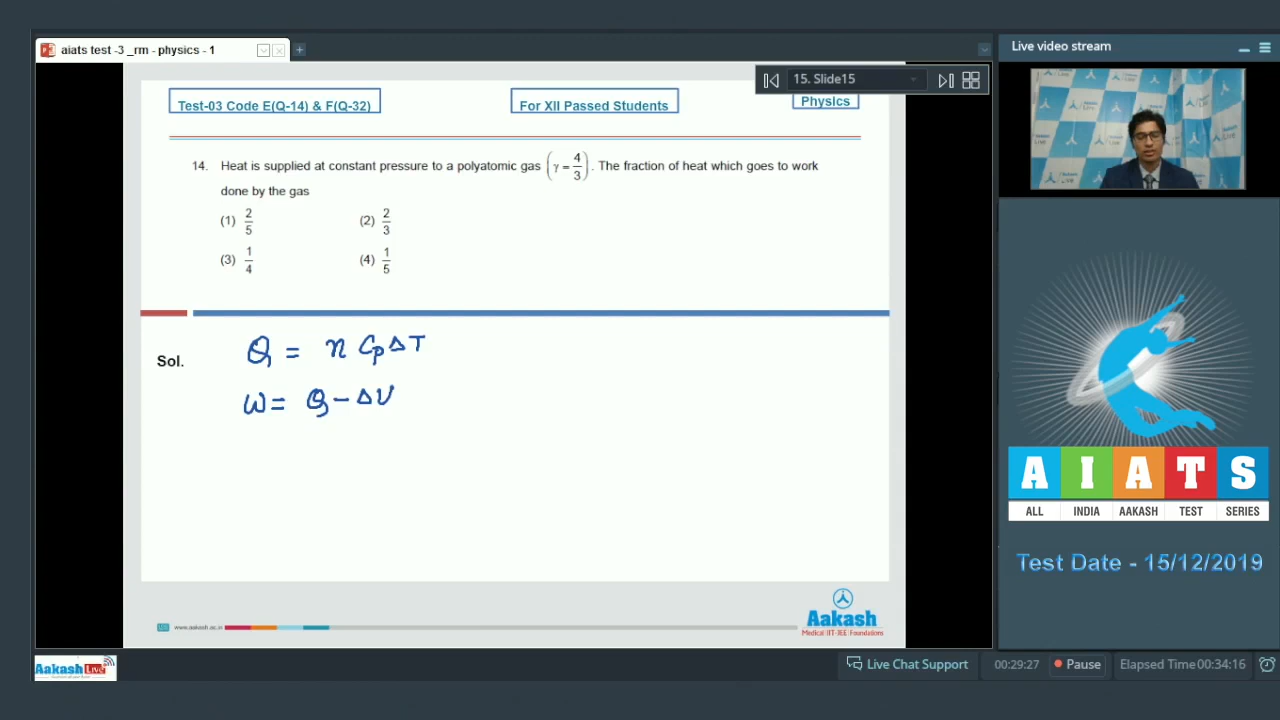 aiats test -3 _rm - physics - 1
Live video stream
15. Slide15
Test-03 Code E(Q-14) & F(Q-32)
For XII Passed Students
Physics
14. Heat is supplied at constant pressure to a polyatomic gas (γ = 4/3). The fraction of heat which goes to work
done by the gas
(1) 2/5 (2) 2/3
(3) 1/4 (4) 1/5
Sol. Q = n Cp ΔT
W = Q - ΔU
www.aakash.ac.in
Aakash
Medical|IIT-JEE|Foundations
A I A T S
ALL INDIA AAKASH TEST SERIES
Test Date - 15/12/2019
Aakash Live
Live Chat Support
00:29:27
Pause
Elapsed Time 00:34:16